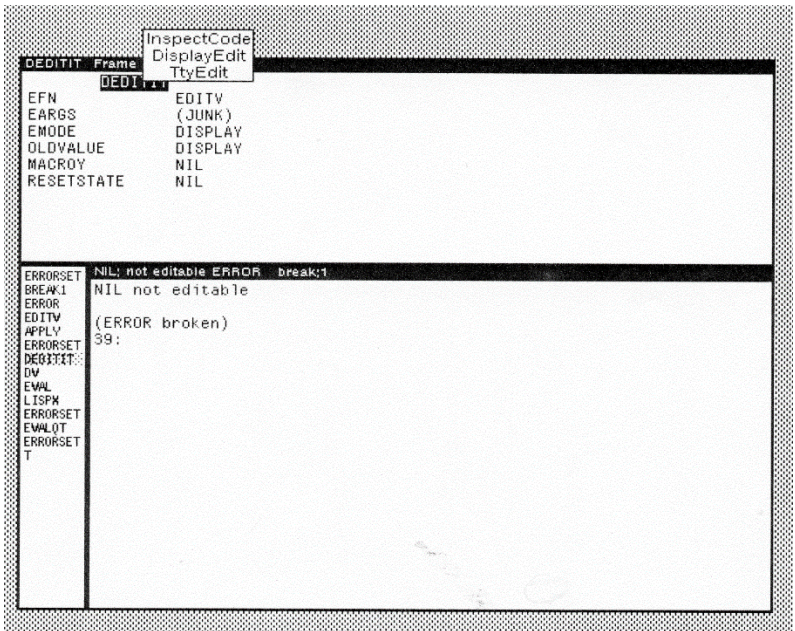 InspectCode
DisplayEdit
TtyEdit
DEDITIT Frame
DEDITIT
EFN EDITV
EARGS (JUNK)
EMODE DISPLAY
OLDVALUE DISPLAY
MACROY NIL
RESETSTATE NIL
NIL; not editable ERROR break;1
NIL not editable
(ERROR broken)
39:
ERRORSET
BREAK1
ERROR
EDITV
APPLY
ERRORSET
DEDITIT
DV
EVAL
LISPX
ERRORSET
EVALQT
ERRORSET
T